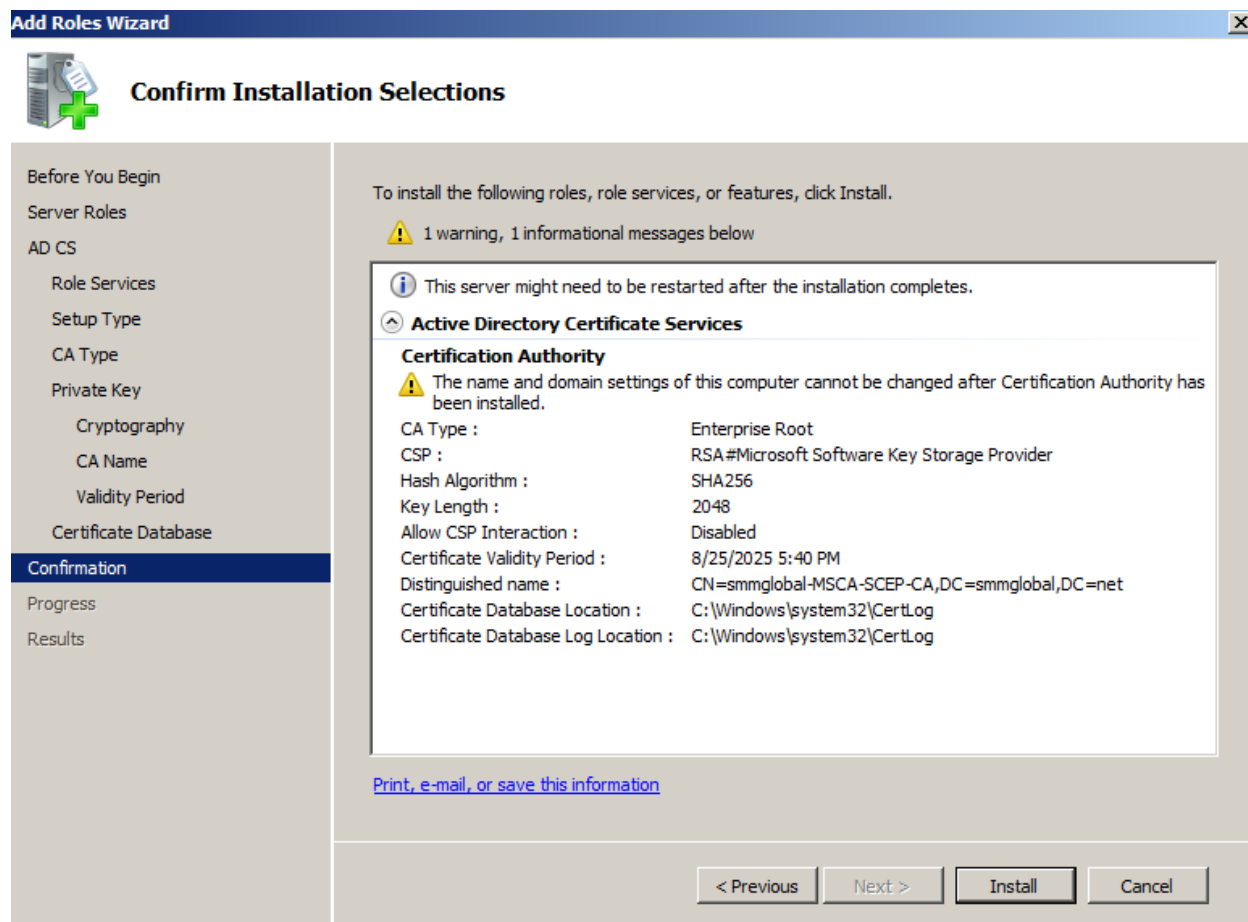 Add Roles Wizard
Confirm Installation Selections
Before You Begin
Server Roles
AD CS
Role Services
Setup Type
CA Type
Private Key
Cryptography
CA Name
Validity Period
Certificate Database
Confirmation
Progress
Results
To install the following roles, role services, or features, click Install.
1 warning, 1 informational messages below
This server might need to be restarted after the installation completes.
Active Directory Certificate Services
Certification Authority
The name and domain settings of this computer cannot be changed after Certification Authority has
been installed.
CA Type : Enterprise Root
CSP : RSA#Microsoft Software Key Storage Provider
Hash Algorithm : SHA256
Key Length : 2048
Allow CSP Interaction : Disabled
Certificate Validity Period : 8/25/2025 5:40 PM
Distinguished name : CN=smmglobal-MSCA-SCEP-CA,DC=smmglobal,DC=net
Certificate Database Location : C:\Windows\system32\CertLog
Certificate Database Log Location : C:\Windows\system32\CertLog
Print, e-mail, or save this information
< Previous Next > Install Cancel